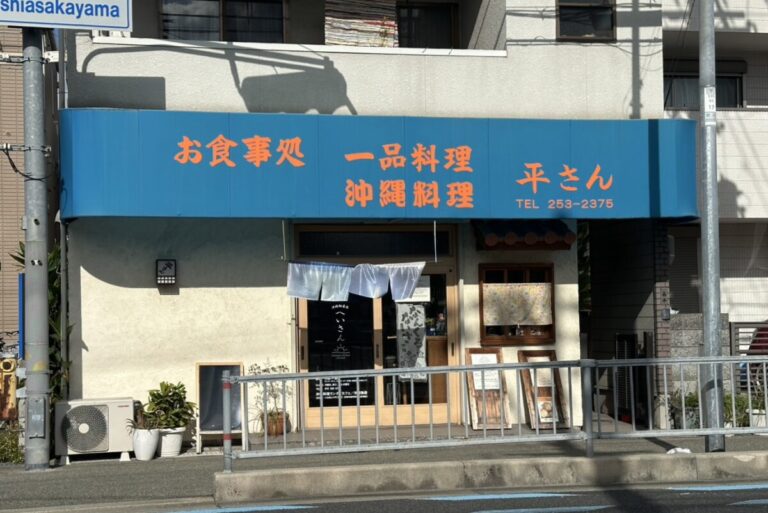 shiasakayama
お食事処
一品料理
沖縄料理
平さん
TEL 253-2375
へいさん